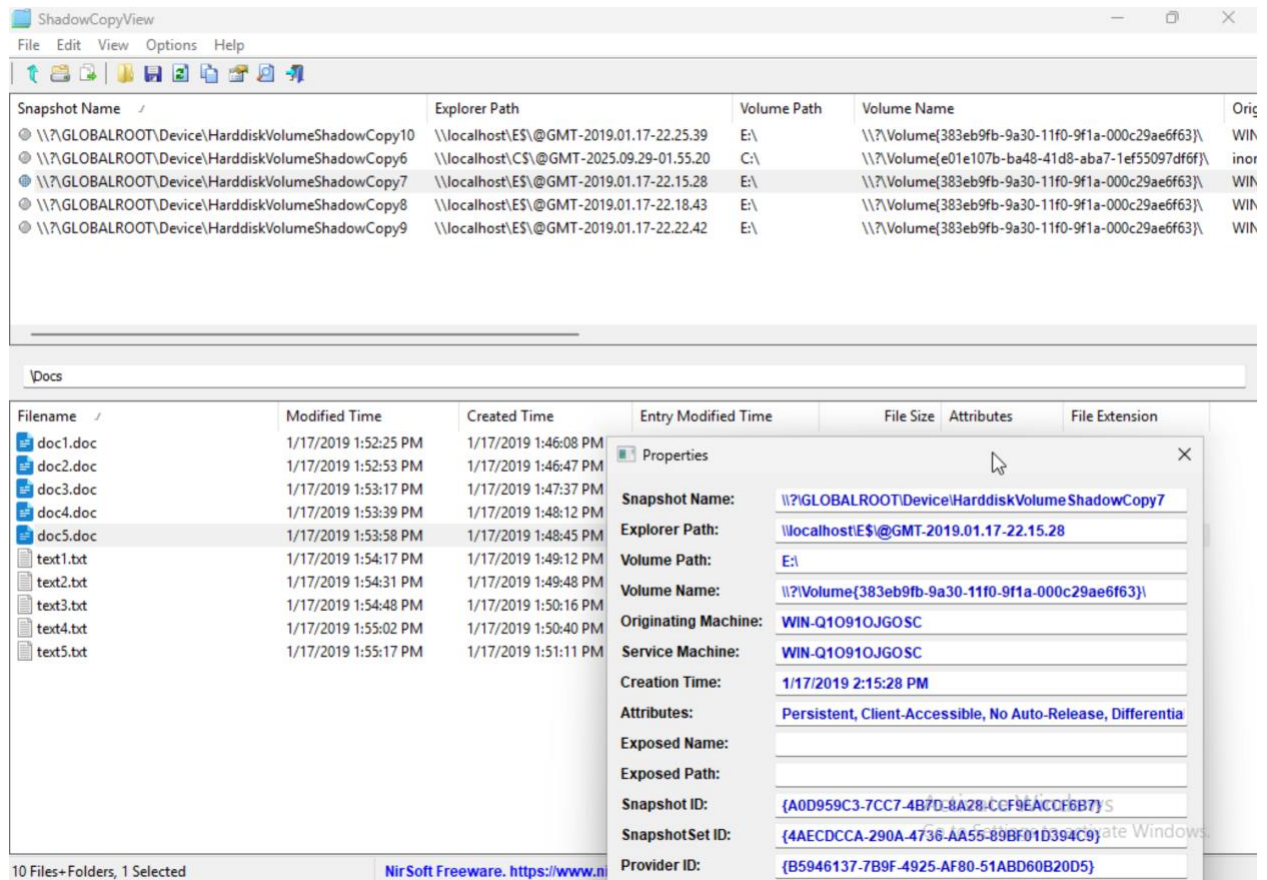 ShadowCopyView
File Edit View Options Help
Snapshot Name Explorer Path Volume Path Volume Name Orig
\\?\GLOBALROOT\Device\HarddiskVolumeShadowCopy10 \\localhost\E$\@GMT-2019.01.17-22.25.39 E:\ \\?\Volume{383eb9fb-9a30-11f0-9f1a-000c29ae6f63}\ WIN
\\?\GLOBALROOT\Device\HarddiskVolumeShadowCopy6 \\localhost\C$\@GMT-2025.09.29-01.55.20 C:\ \\?\Volume{e01e107b-ba48-41d8-aba7-1ef55097df6f}\ inor
\\?\GLOBALROOT\Device\HarddiskVolumeShadowCopy7 \\localhost\E$\@GMT-2019.01.17-22.15.28 E:\ \\?\Volume{383eb9fb-9a30-11f0-9f1a-000c29ae6f63}\ WIN
\\?\GLOBALROOT\Device\HarddiskVolumeShadowCopy8 \\localhost\E$\@GMT-2019.01.17-22.18.43 E:\ \\?\Volume{383eb9fb-9a30-11f0-9f1a-000c29ae6f63}\ WIN
\\?\GLOBALROOT\Device\HarddiskVolumeShadowCopy9 \\localhost\E$\@GMT-2019.01.17-22.22.42 E:\ \\?\Volume{383eb9fb-9a30-11f0-9f1a-000c29ae6f63}\ WIN
\Docs
Filename Modified Time Created Time Entry Modified Time File Size Attributes File Extension
doc1.doc 1/17/2019 1:52:25 PM 1/17/2019 1:46:08 PM
doc2.doc 1/17/2019 1:52:53 PM 1/17/2019 1:46:47 PM
doc3.doc 1/17/2019 1:53:17 PM 1/17/2019 1:47:37 PM
doc4.doc 1/17/2019 1:53:39 PM 1/17/2019 1:48:12 PM
doc5.doc 1/17/2019 1:53:58 PM 1/17/2019 1:48:45 PM
text1.txt 1/17/2019 1:54:17 PM 1/17/2019 1:49:12 PM
text2.txt 1/17/2019 1:54:31 PM 1/17/2019 1:49:48 PM
text3.txt 1/17/2019 1:54:48 PM 1/17/2019 1:50:16 PM
text4.txt 1/17/2019 1:55:02 PM 1/17/2019 1:50:40 PM
text5.txt 1/17/2019 1:55:17 PM 1/17/2019 1:51:11 PM
Properties
Snapshot Name: \\?\GLOBALROOT\Device\HarddiskVolumeShadowCopy7
Explorer Path: \\localhost\E$\@GMT-2019.01.17-22.15.28
Volume Path: E:\
Volume Name: \\?\Volume{383eb9fb-9a30-11f0-9f1a-000c29ae6f63}\
Originating Machine: WIN-Q1O91OJGOSC
Service Machine: WIN-Q1O91OJGOSC
Creation Time: 1/17/2019 2:15:28 PM
Attributes: Persistent, Client-Accessible, No Auto-Release, Differentia
Exposed Name:
Exposed Path:
Snapshot ID: {A0D959C3-7CC7-4B7D-8A28-CCF9EACCF6B7}
Activate Windows
SnapshotSet ID: {4AECDCCA-290A-4736-AA55-89BF01D394C9}
Go to Settings to activate Windows.
Provider ID: {B5946137-7B9F-4925-AF80-51ABD60B20D5}
10 Files+Folders, 1 Selected NirSoft Freeware. https://www.ni